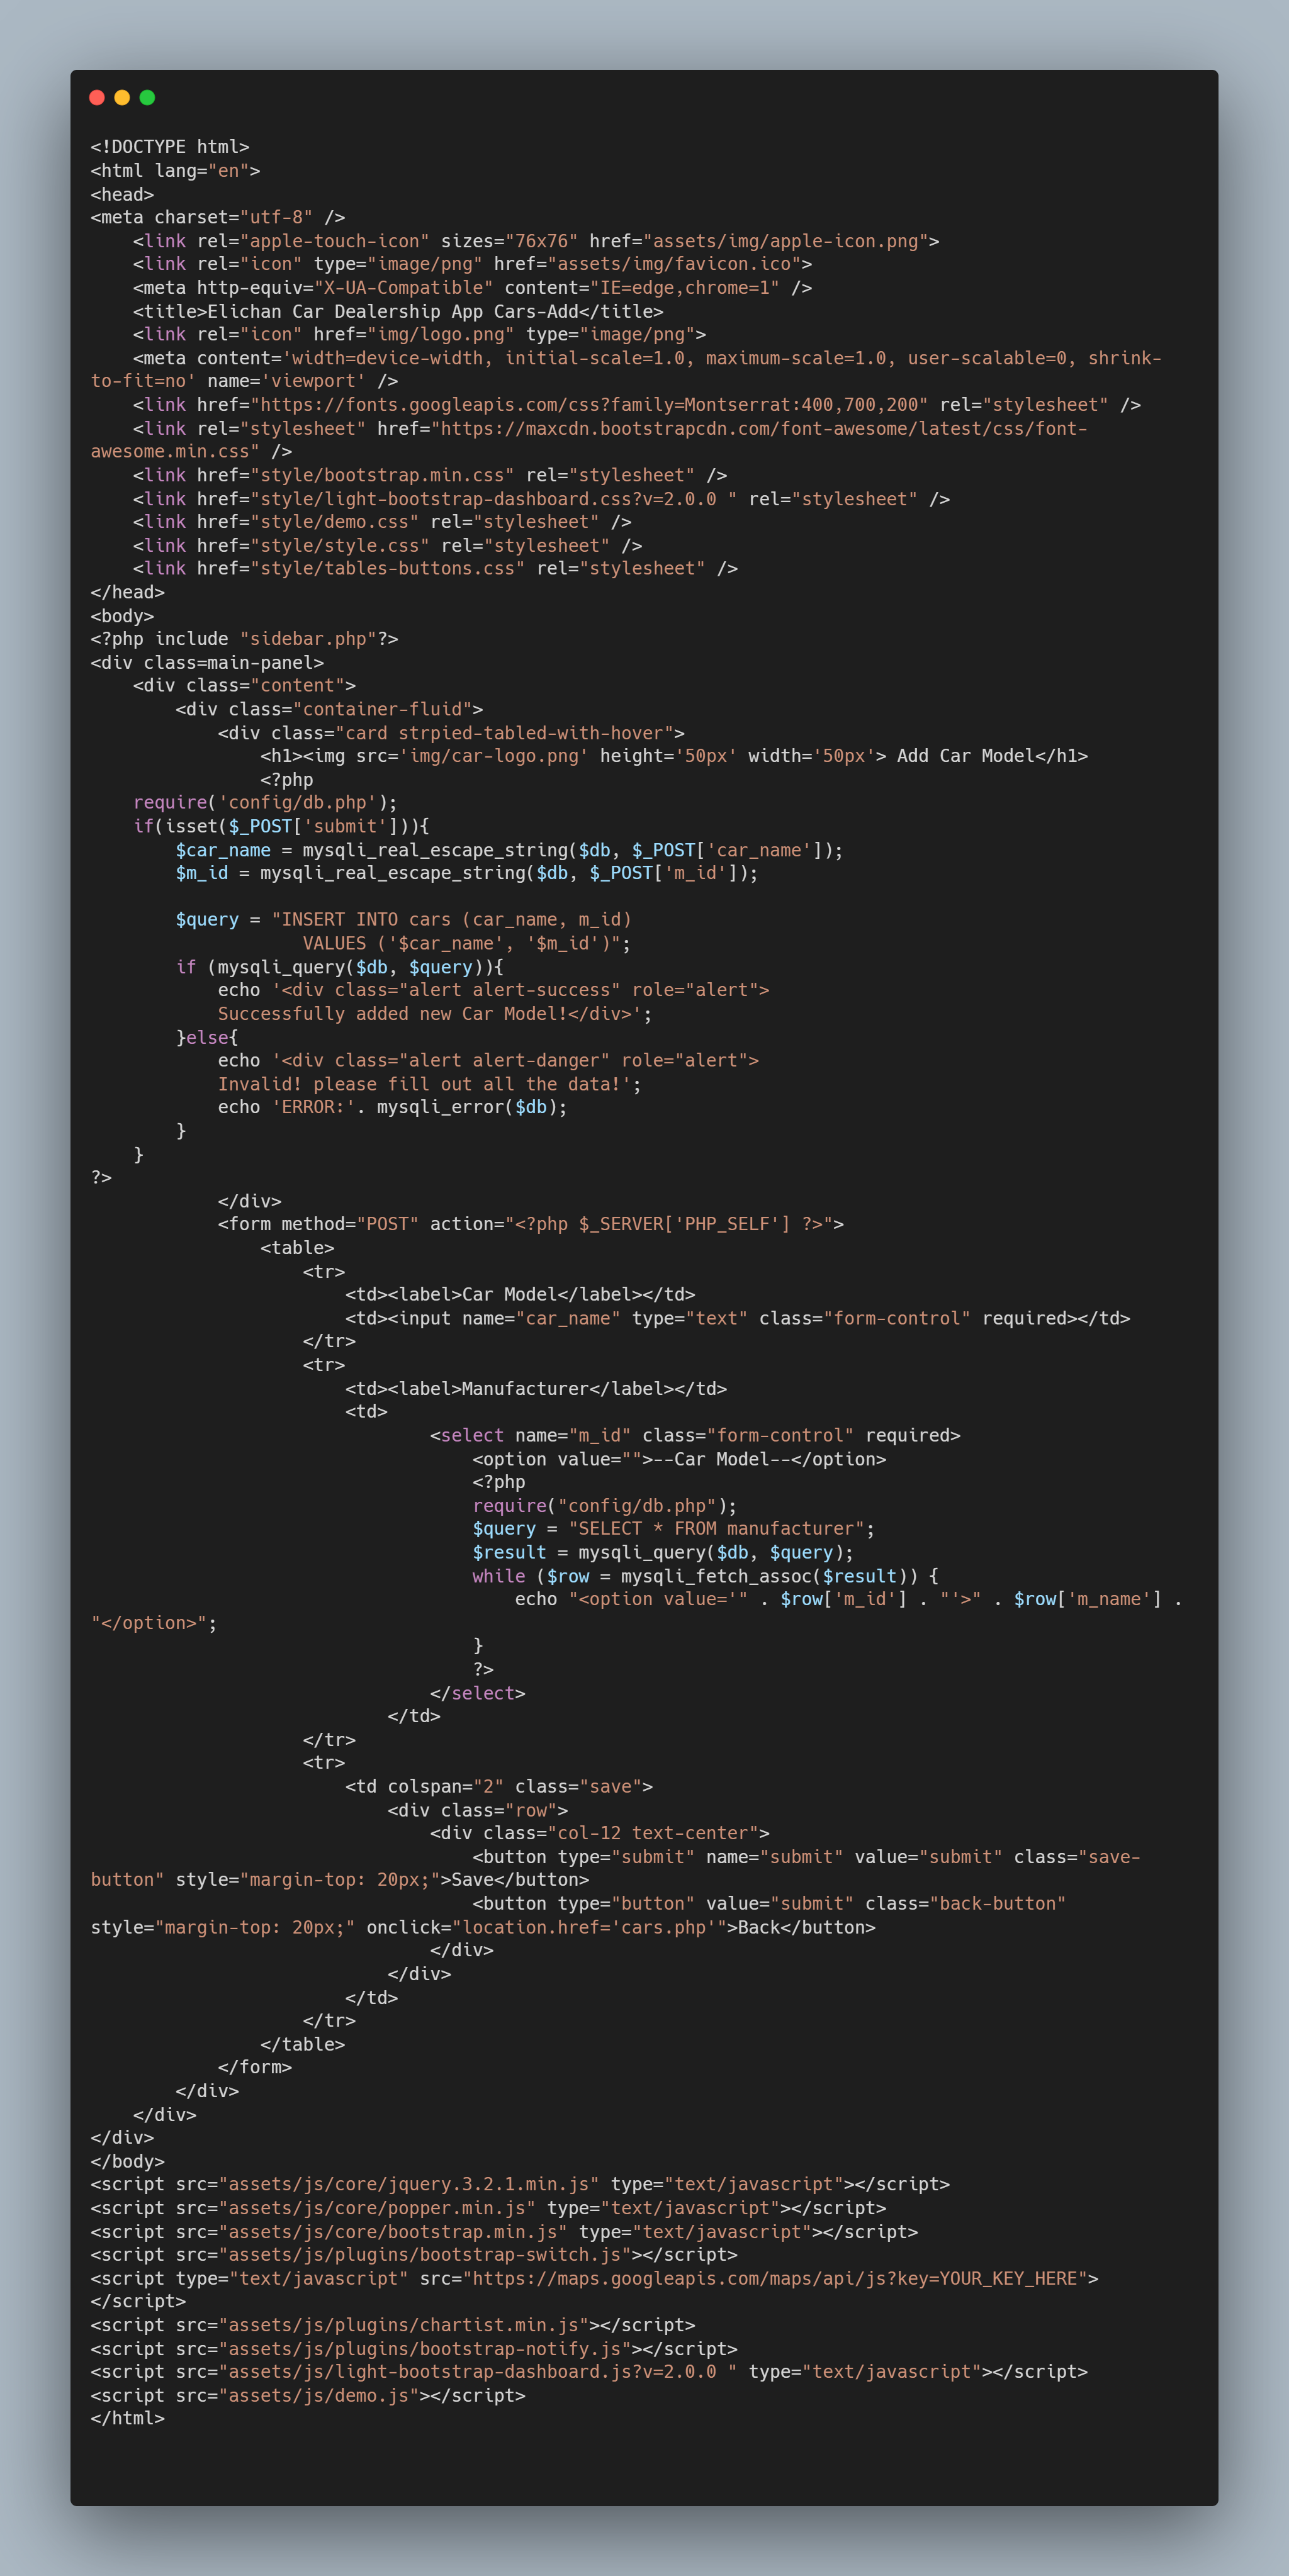 <!DOCTYPE html>
<html lang="en">
<head>
<meta charset="utf-8" />
    <link rel="apple-touch-icon" sizes="76x76" href="assets/img/apple-icon.png">
    <link rel="icon" type="image/png" href="assets/img/favicon.ico">
    <meta http-equiv="X-UA-Compatible" content="IE=edge,chrome=1" />
    <title>Elichan Car Dealership App Cars-Add</title>
    <link rel="icon" href="img/logo.png" type="image/png">
    <meta content='width=device-width, initial-scale=1.0, maximum-scale=1.0, user-scalable=0, shrink-
to-fit=no' name='viewport' />
    <link href="https://fonts.googleapis.com/css?family=Montserrat:400,700,200" rel="stylesheet" />
    <link rel="stylesheet" href="https://maxcdn.bootstrapcdn.com/font-awesome/latest/css/font-
awesome.min.css" />
    <link href="style/bootstrap.min.css" rel="stylesheet" />
    <link href="style/light-bootstrap-dashboard.css?v=2.0.0 " rel="stylesheet" />
    <link href="style/demo.css" rel="stylesheet" />
    <link href="style/style.css" rel="stylesheet" />
    <link href="style/tables-buttons.css" rel="stylesheet" />
</head>
<body>
<?php include "sidebar.php"?>
<div class=main-panel>
    <div class="content">
        <div class="container-fluid">
            <div class="card strpied-tabled-with-hover">
                <h1><img src='img/car-logo.png' height='50px' width='50px'> Add Car Model</h1>
                <?php
    require('config/db.php');
    if(isset($_POST['submit'])){
        $car_name = mysqli_real_escape_string($db, $_POST['car_name']);
        $m_id = mysqli_real_escape_string($db, $_POST['m_id']);

        $query = "INSERT INTO cars (car_name, m_id)
                    VALUES ('$car_name', '$m_id')";
        if (mysqli_query($db, $query)){
            echo '<div class="alert alert-success" role="alert">
            Successfully added new Car Model!</div>';
        }else{
            echo '<div class="alert alert-danger" role="alert">
            Invalid! please fill out all the data!';
            echo 'ERROR:'. mysqli_error($db);
        }
    }
?>
            </div>
            <form method="POST" action="<?php $_SERVER['PHP_SELF'] ?>">
                <table>
                    <tr>
                        <td><label>Car Model</label></td>
                        <td><input name="car_name" type="text" class="form-control" required></td>
                    </tr>
                    <tr>
                        <td><label>Manufacturer</label></td>
                        <td>
                                <select name="m_id" class="form-control" required>
                                    <option value="">--Car Model--</option>
                                    <?php
                                    require("config/db.php");
                                    $query = "SELECT * FROM manufacturer";
                                    $result = mysqli_query($db, $query);
                                    while ($row = mysqli_fetch_assoc($result)) {
                                        echo "<option value='" . $row['m_id'] . "'>" . $row['m_name'] .
"</option>";
                                    }
                                    ?>
                                </select>
                            </td>
                    </tr>
                    <tr>
                        <td colspan="2" class="save">
                            <div class="row">
                                <div class="col-12 text-center">
                                    <button type="submit" name="submit" value="submit" class="save-
button" style="margin-top: 20px;">Save</button>
                                    <button type="button" value="submit" class="back-button"
style="margin-top: 20px;" onclick="location.href='cars.php'">Back</button>
                                </div>
                            </div>
                        </td>
                    </tr>
                </table>
            </form>
        </div>
    </div>
</div>
</body>
<script src="assets/js/core/jquery.3.2.1.min.js" type="text/javascript"></script>
<script src="assets/js/core/popper.min.js" type="text/javascript"></script>
<script src="assets/js/core/bootstrap.min.js" type="text/javascript"></script>
<script src="assets/js/plugins/bootstrap-switch.js"></script>
<script type="text/javascript" src="https://maps.googleapis.com/maps/api/js?key=YOUR_KEY_HERE">
</script>
<script src="assets/js/plugins/chartist.min.js"></script>
<script src="assets/js/plugins/bootstrap-notify.js"></script>
<script src="assets/js/light-bootstrap-dashboard.js?v=2.0.0 " type="text/javascript"></script>
<script src="assets/js/demo.js"></script>
</html>